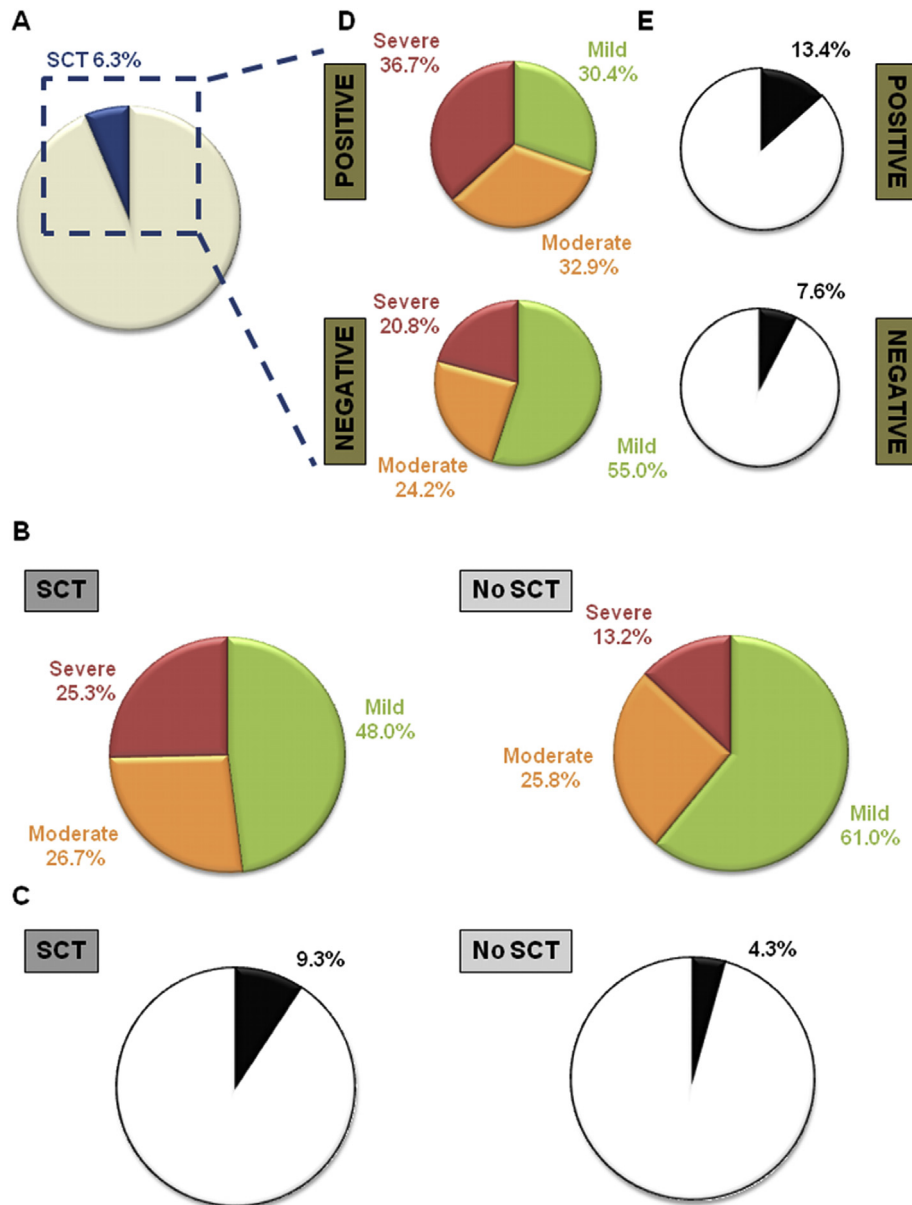 A
SCT 6.3%
D
POSITIVE
Severe
36.7%
Mild
30.4%
Moderate
32.9%
NEGATIVE
Severe
20.8%
Moderate
24.2%
Mild
55.0%
E
13.4%
POSITIVE
7.6%
NEGATIVE
B
SCT
Severe
25.3%
Mild
48.0%
Moderate
26.7%
No SCT
Severe
13.2%
Moderate
25.8%
Mild
61.0%
C
SCT
9.3%
No SCT
4.3%